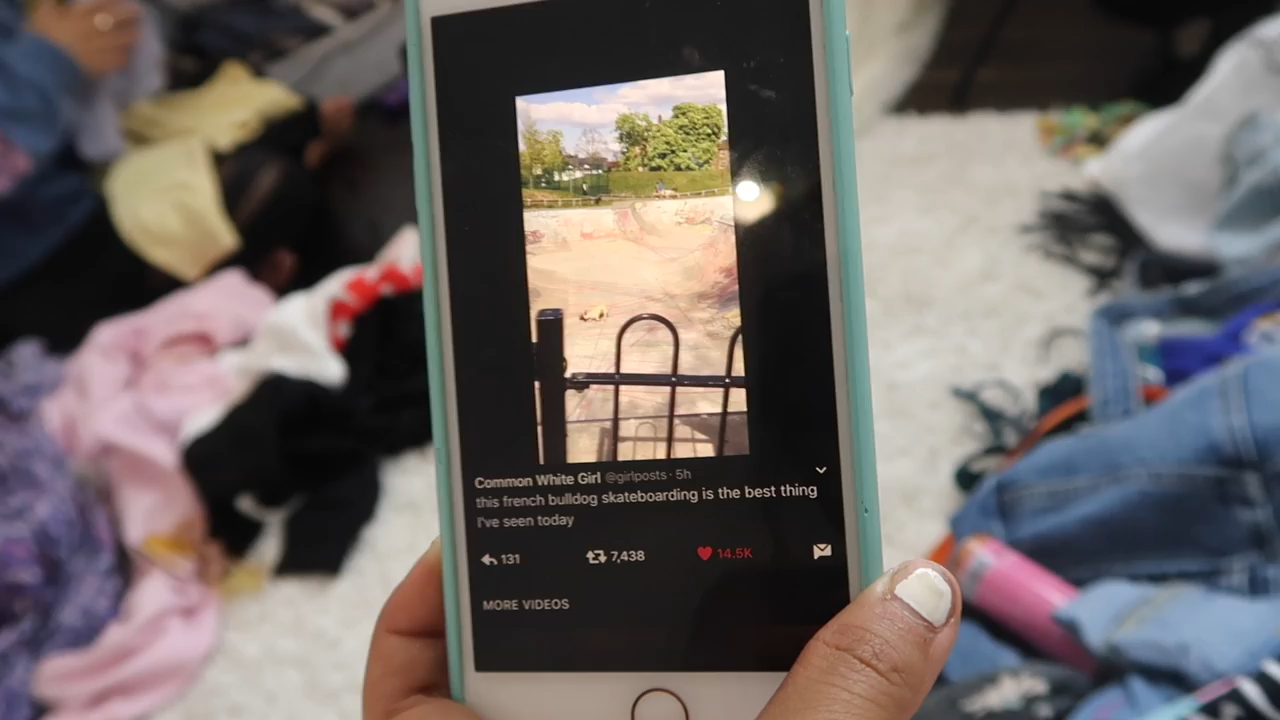 Common White Girl @girlposts · 5h
this french bulldog skateboarding is the best thing
I've seen today
131 7,438 14.5K
MORE VIDEOS